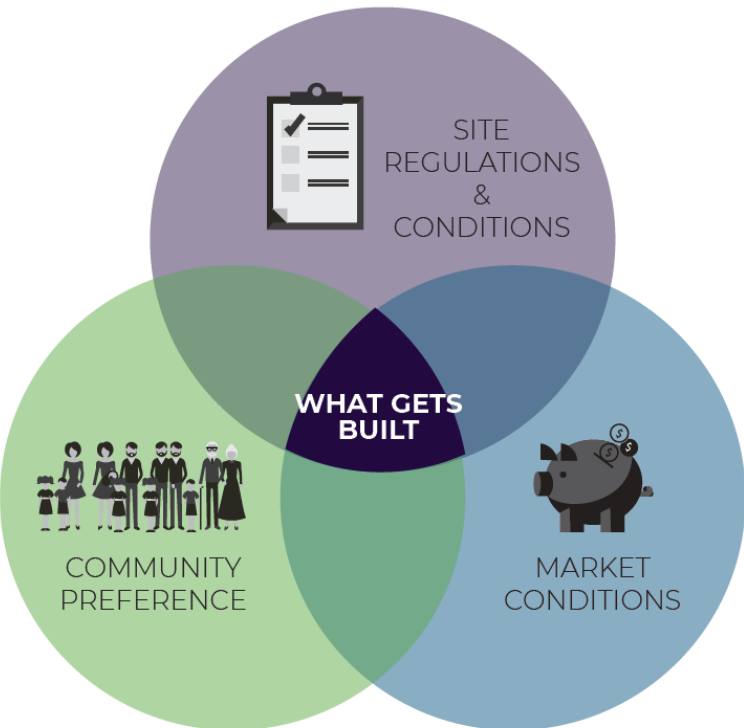 SITE
REGULATIONS
&
CONDITIONS
WHAT GETS
BUILT
COMMUNITY
PREFERENCE
MARKET
CONDITIONS
$
$
$